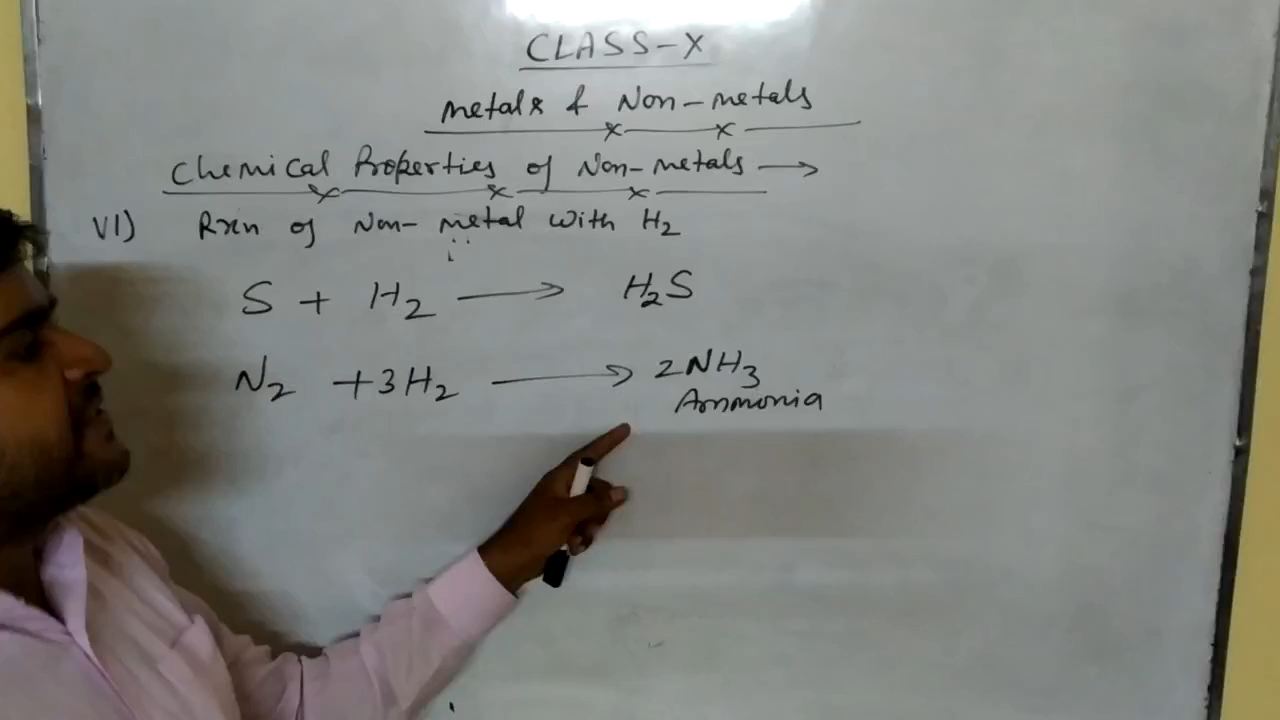 CLASS-X
Metals & Non-metals
Chemical Properties of Non-metals →
VI) Rxn of Non-metal with H₂
S + H₂ → H₂S
N₂ + 3H₂ → 2NH₃
Ammonia